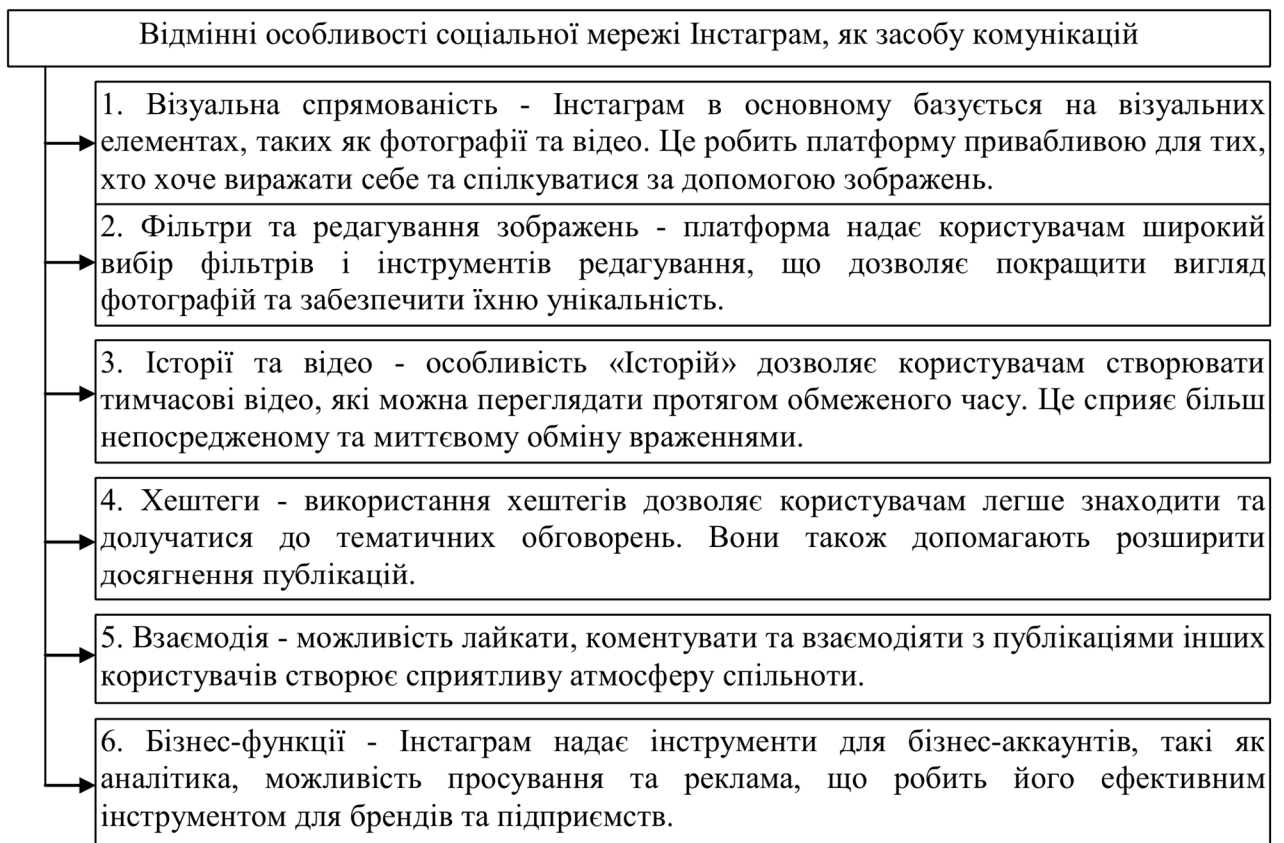 Відмінні особливості соціальної мережі Інстаграм, як засобу комунікацій
1. Візуальна спрямованість - Інстаграм в основному базується на візуальних
елементах, таких як фотографії та відео. Це робить платформу привабливою для тих,
хто хоче виражати себе та спілкуватися за допомогою зображень.
2. Фільтри та редагування зображень - платформа надає користувачам широкий
вибір фільтрів і інструментів редагування, що дозволяє покращити вигляд
фотографій та забезпечити їхню унікальність.
3. Історії та відео - особливість «Історій» дозволяє користувачам створювати
тимчасові відео, які можна переглядати протягом обмеженого часу. Це сприяє більш
непосредженому та миттєвому обміну враженнями.
4. Хештеги - використання хештегів дозволяє користувачам легше знаходити та
долучатися до тематичних обговорень. Вони також допомагають розширити
досягнення публікацій.
5. Взаємодія - можливість лайкати, коментувати та взаємодіяти з публікаціями інших
користувачів створює сприятливу атмосферу спільноти.
6. Бізнес-функції - Інстаграм надає інструменти для бізнес-аккаунтів, такі як
аналітика, можливість просування та реклама, що робить його ефективним
інструментом для брендів та підприємств.